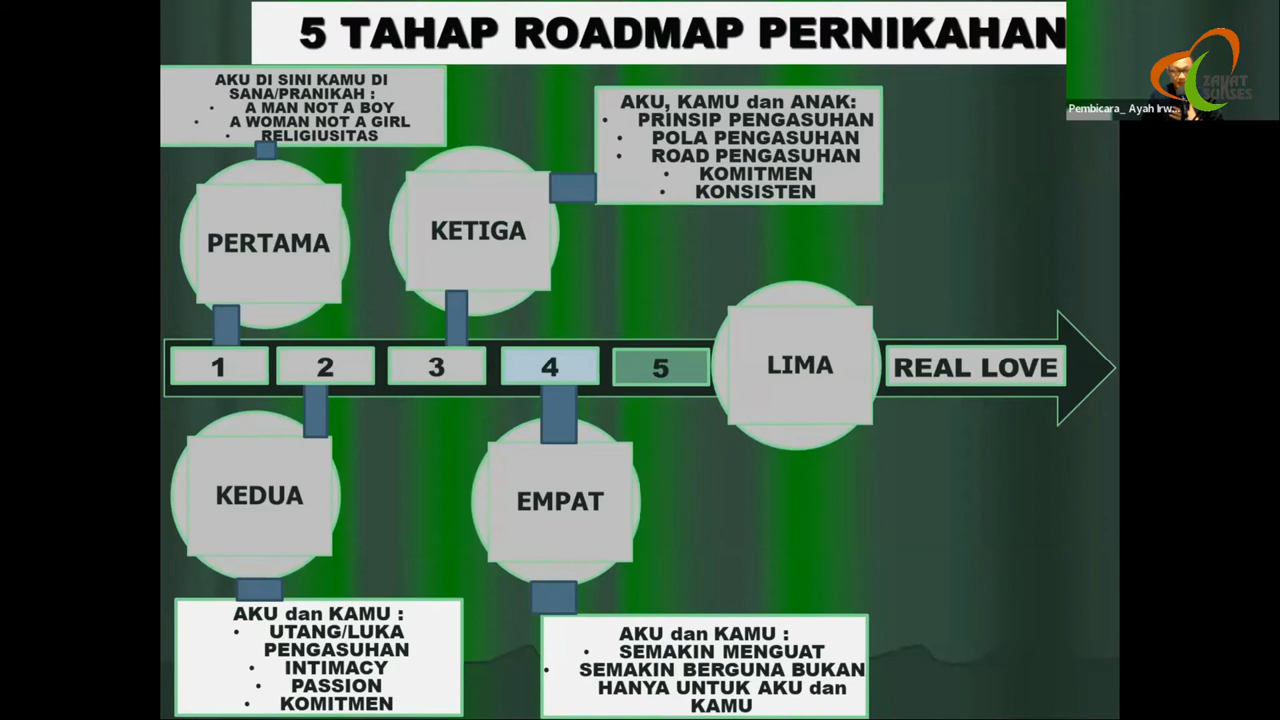 5 TAHAP ROADMAP PERNIKAHAN
ZAKAT
SUKSES
Pembicara_ Ayah Irw...
AKU DI SINI KAMU DI
SANA/PRANIKAH :
• A MAN NOT A BOY
• A WOMAN NOT A GIRL
• RELIGIUSITAS
AKU, KAMU dan ANAK:
• PRINSIP PENGASUHAN
• POLA PENGASUHAN
• ROAD PENGASUHAN
• KOMITMEN
• KONSISTEN
PERTAMA
KETIGA
1
2
3
4
5
LIMA
REAL LOVE
KEDUA
EMPAT
AKU dan KAMU :
• UTANG/LUKA
PENGASUHAN
• INTIMACY
• PASSION
• KOMITMEN
AKU dan KAMU :
• SEMAKIN MENGUAT
• SEMAKIN BERGUNA BUKAN
HANYA UNTUK AKU dan
KAMU